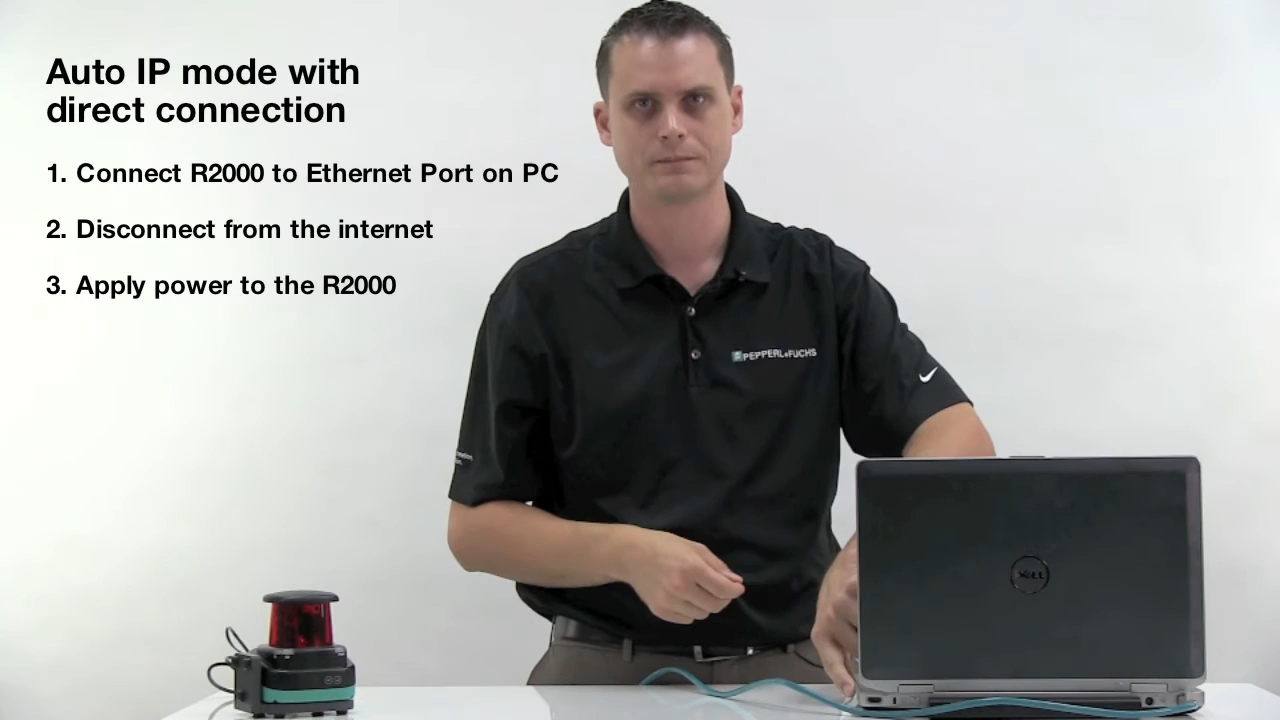 Auto IP mode with
direct connection
1. Connect R2000 to Ethernet Port on PC
2. Disconnect from the internet
3. Apply power to the R2000
PEPPERL+FUCHS
DELL